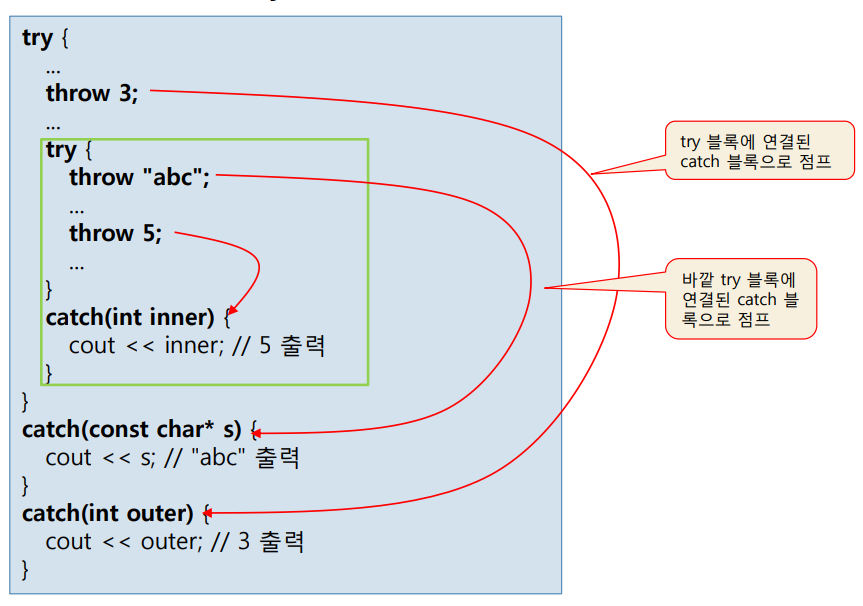 try {
...
throw 3;
...
try {
throw "abc";
...
throw 5;
...
}
catch(int inner) {
cout << inner; // 5 출력
}
}
catch(const char* s) {
cout << s; // "abc" 출력
}
catch(int outer) {
cout << outer; // 3 출력
}
try 블록에 연결된
catch 블록으로 점프
바깥 try 블록에
연결된 catch 블
록으로 점프